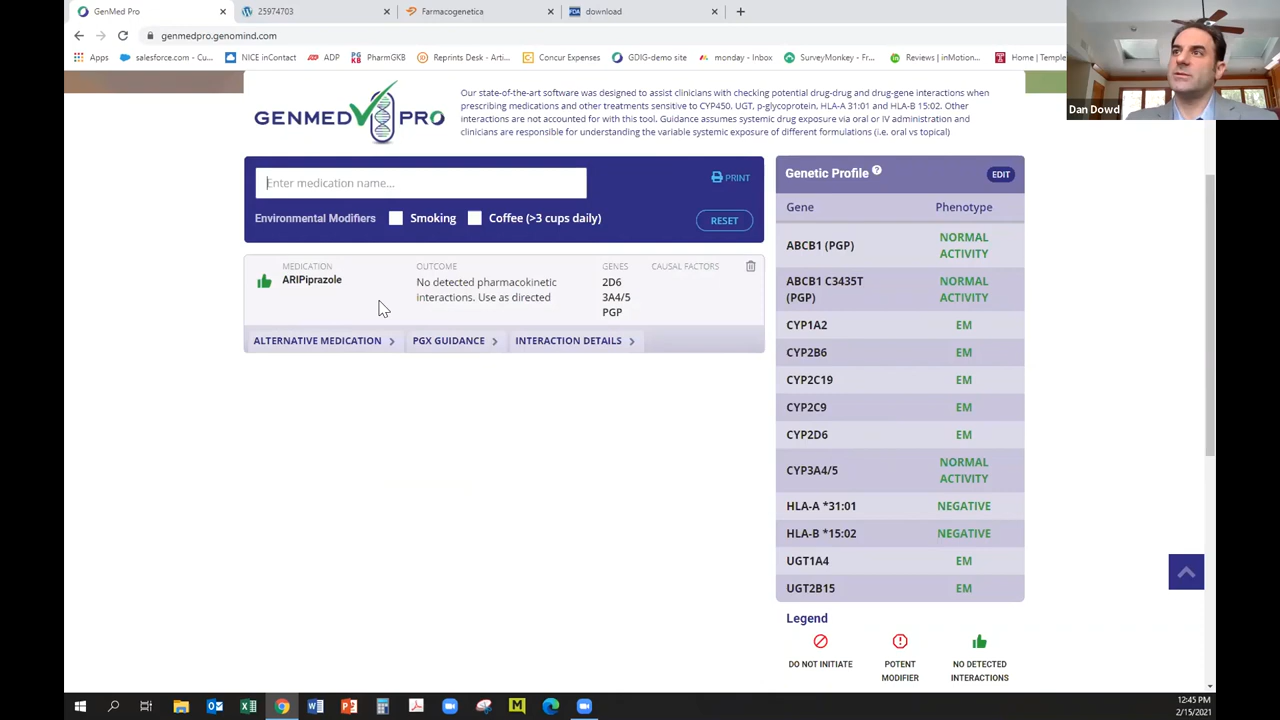 GenMed Pro
25974703
Farmacogenetica
FDA
download
genmedpro.genomind.com
Apps
salesforce.com - Cu...
NICE inContact
ADP
PharmGKB
Reprints Desk - Arti...
Concur Expenses
GDIG-demo site
monday - Inbox
SurveyMonkey - Fr...
Reviews | inMotion...
Home | Templa
Dan Dowd
GENMED PRO
Our state-of-the-art software was designed to assist clinicians with checking potential drug-drug and drug-gene interactions when
prescribing medications and other treatments sensitive to CYP450, UGT, p-glycoprotein, HLA-A 31:01 and HLA-B 15:02. Other
interactions are not accounted for with this tool. Guidance assumes systemic drug exposure via oral or IV administration and
clinicians are responsible for understanding the variable systemic exposure of different formulations (i.e. oral vs topical)
Enter medication name...
PRINT
Environmental Modifiers
Smoking
Coffee (>3 cups daily)
RESET
MEDICATION
ARIPiprazole
OUTCOME
No detected pharmacokinetic
interactions. Use as directed
GENES
2D6
3A4/5
PGP
CAUSAL FACTORS
ALTERNATIVE MEDICATION >
PGX GUIDANCE >
INTERACTION DETAILS >
Genetic Profile ?
EDIT
Gene Phenotype
ABCB1 (PGP) NORMAL
ACTIVITY
ABCB1 C3435T
(PGP)
NORMAL
ACTIVITY
CYP1A2 EM
CYP2B6 EM
CYP2C19 EM
CYP2C9 EM
CYP2D6 EM
CYP3A4/5 NORMAL
ACTIVITY
HLA-A *31:01 NEGATIVE
HLA-B *15:02 NEGATIVE
UGT1A4 EM
UGT2B15 EM
Legend
DO NOT INITIATE
POTENT
MODIFIER
NO DETECTED
INTERACTIONS
12:45 PM
2/15/2021